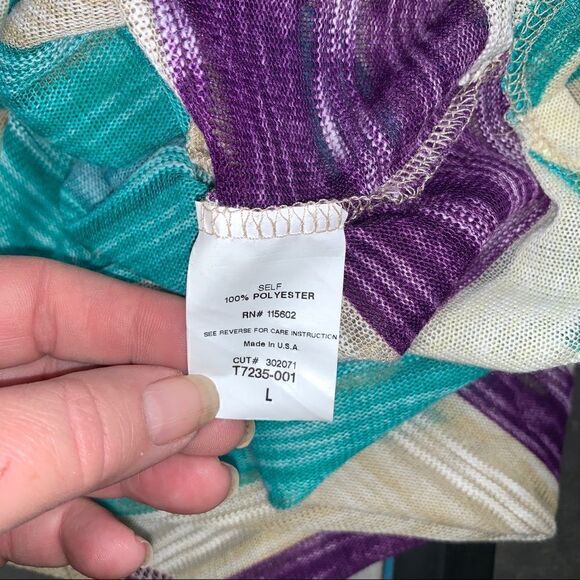 SELF
100% POLYESTER
RN# 115602
SEE REVERSE FOR CARE INSTRUCTION
Made In U.S.A.
CUT# 302071
T7235-001
L